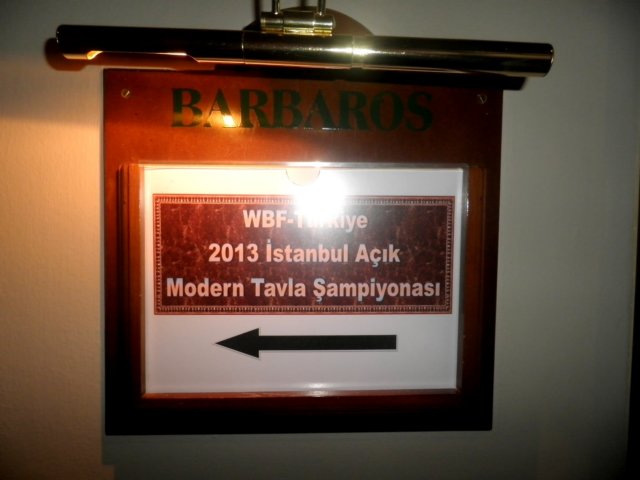 BARBAROS
WBF-Türkiye
2013 İstanbul Açık
Modern Tavla Şampiyonası